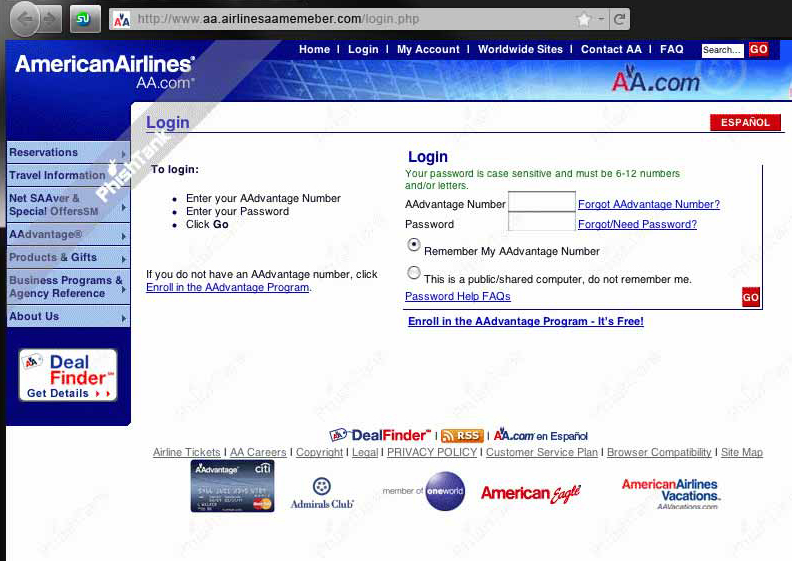 http://www.aa.airlinesaamemeber.com/login.php
Home | Login | My Account | Worldwide Sites | Contact AA | FAQ
Search...
GO
AmericanAirlines®
AA.com®
AA.com
Login
ESPAÑOL
Reservations
Travel Information
Net SAAver &
Special OffersSM
AAdvantage®
Products & Gifts
Business Programs &
Agency Reference
About Us
Deal
Finder℠
Get Details
PhishTank
To login:
Enter your AAdvantage Number
Enter your Password
Click Go
If you do not have an AAdvantage number, click
Enroll in the AAdvantage Program.
Login
Your password is case sensitive and must be 6-12 numbers
and/or letters.
AAdvantage Number Forgot AAdvantage Number?
Password Forgot/Need Password?
Remember My AAdvantage Number
This is a public/shared computer, do not remember me.
Password Help FAQs
GO
Enroll in the AAdvantage Program - It's Free!
DealFinder℠ | RSS | AA.com en Español
Airline Tickets | AA Careers | Copyright | Legal | PRIVACY POLICY | Customer Service Plan | Browser Compatibility | Site Map
AAdvantage® citi
MasterCard
Admirals Club®
member of oneworld
American Eagle
AmericanAirlines
Vacations
AAVacations.com